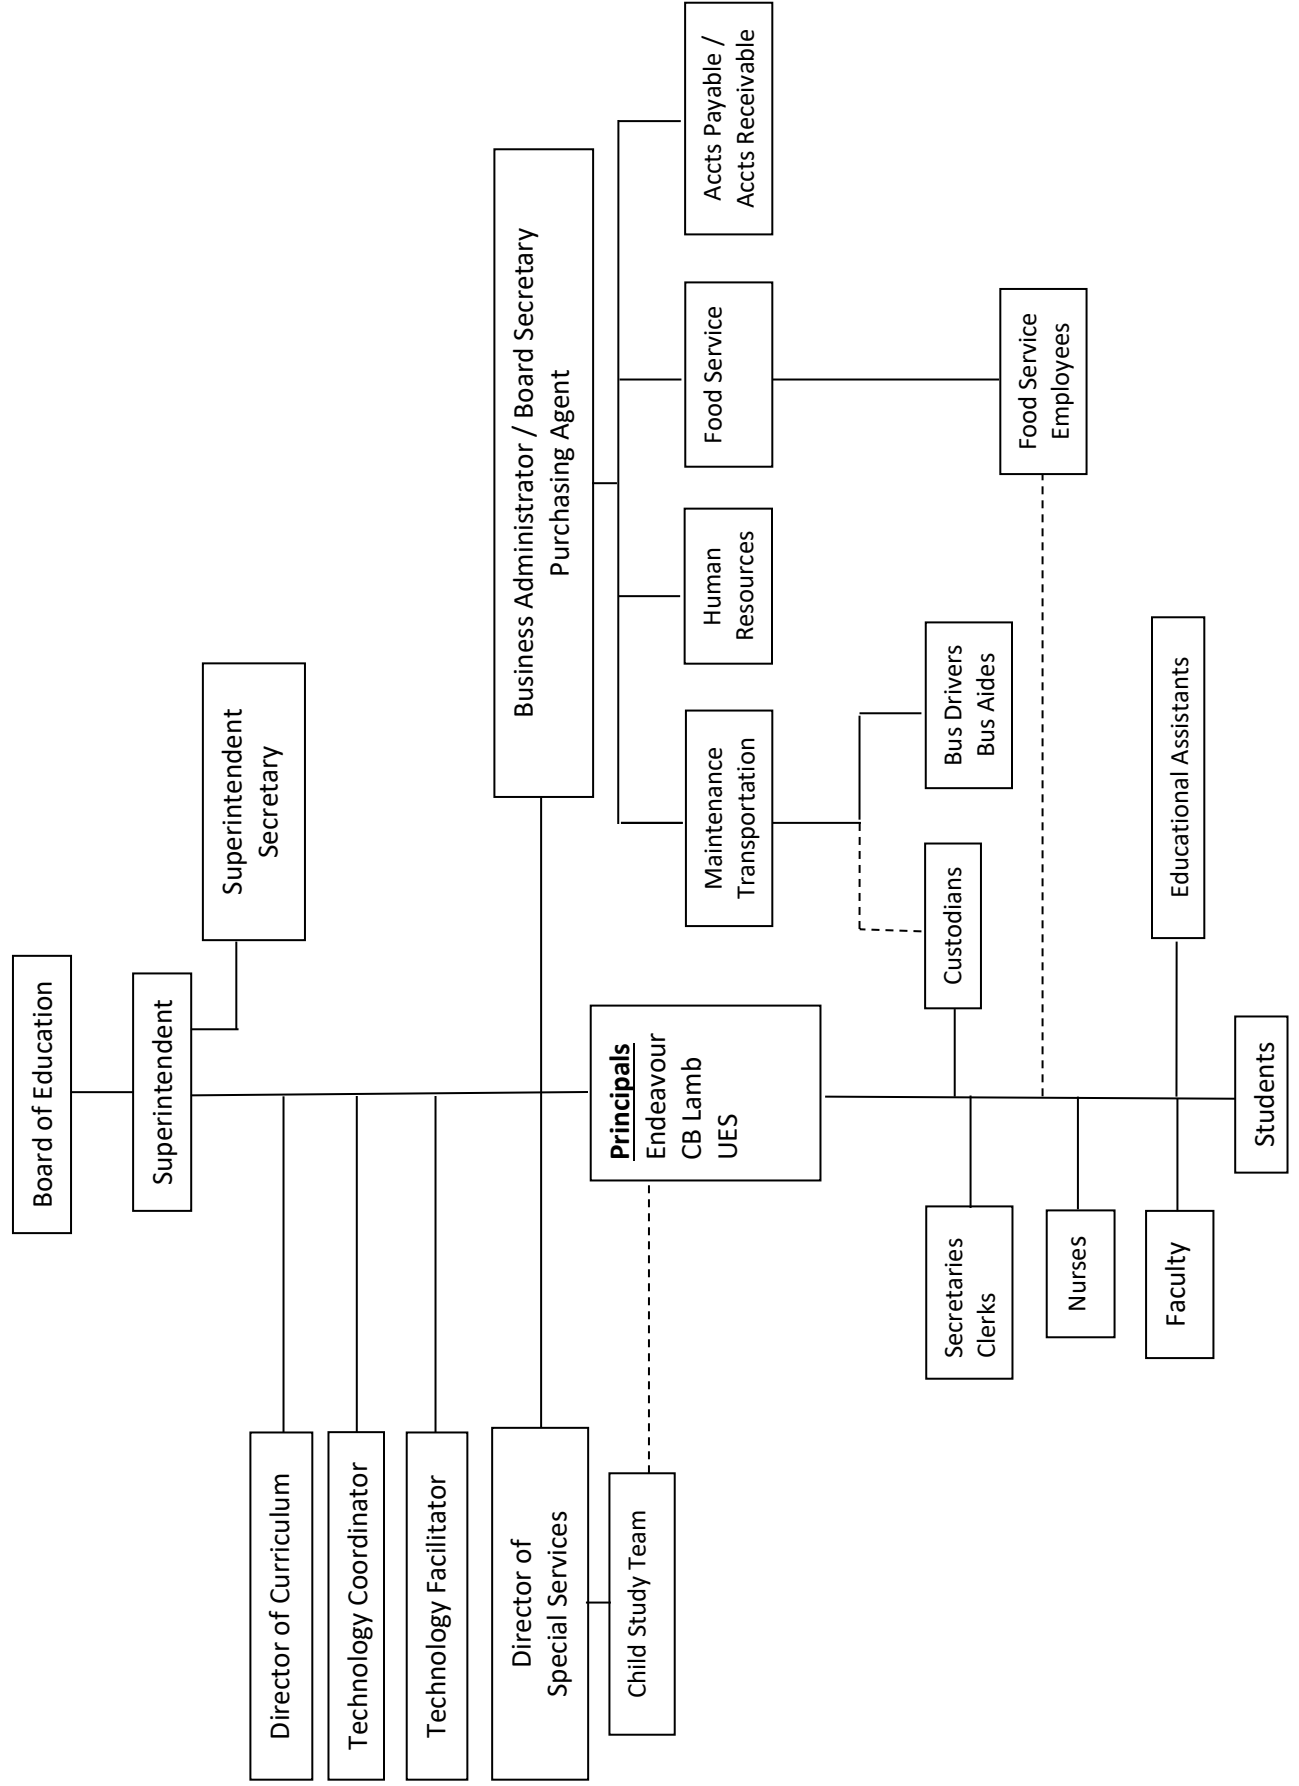 Board of Education
Superintendent
Superintendent
Secretary
Director of Curriculum
Technology Coordinator
Technology Facilitator
Director of
Special Services
Business Administrator / Board Secretary
Purchasing Agent
Child Study Team
Principals
Endeavour
CB Lamb
UES
Maintenance
Transportation
Human
Resources
Food Service
Accts Payable /
Accts Receivable
Secretaries
Clerks
Custodians
Bus Drivers
Bus Aides
Food Service
Employees
Nurses
Faculty
Educational Assistants
Students